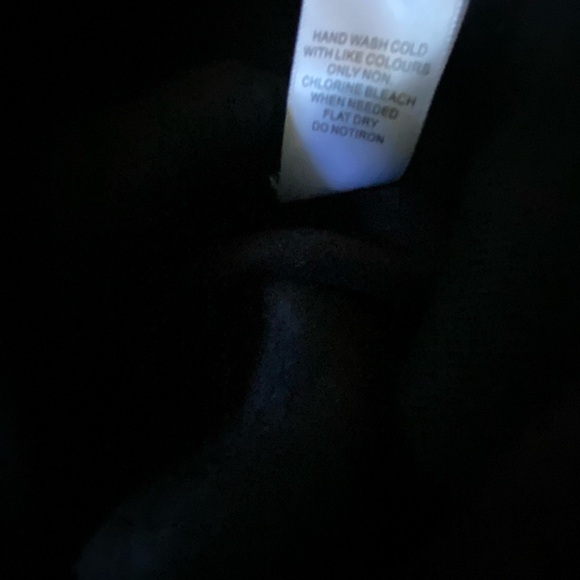 HAND WASH COLD
WITH LIKE COLOURS
ONLY NON
CHLORINE BLEACH
WHEN NEEDED
FLAT DRY
DO NOT IRON